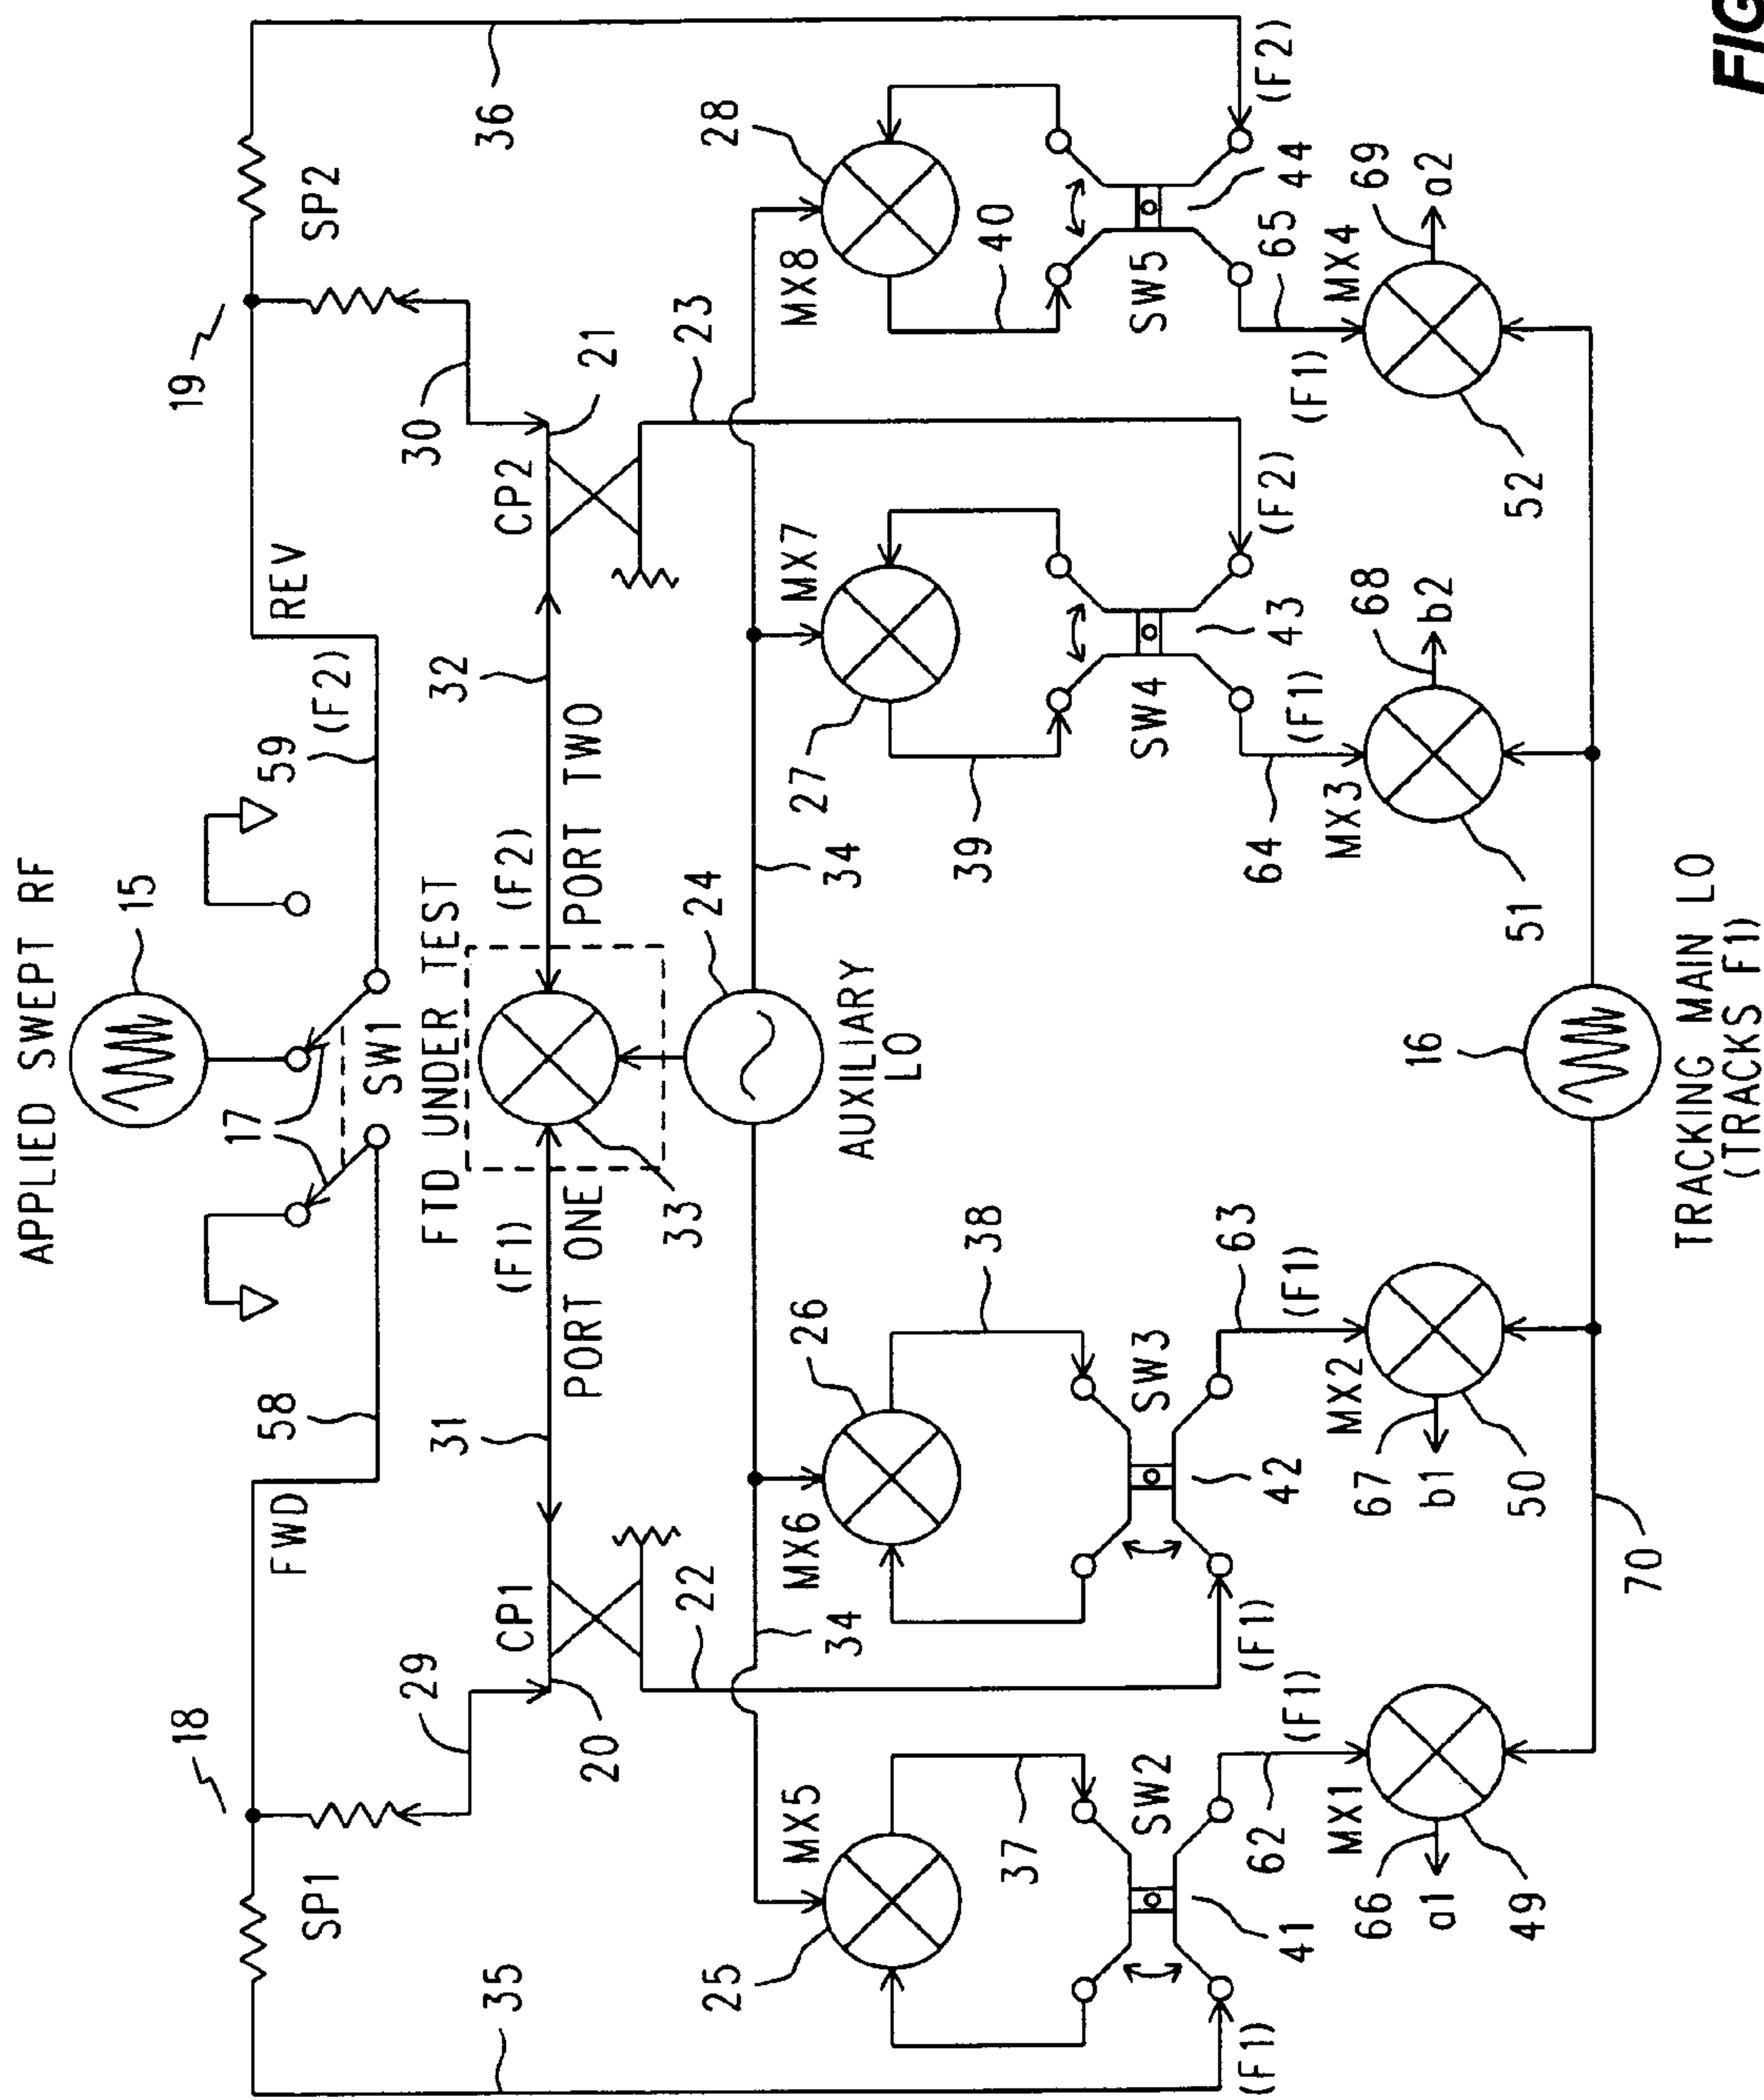 APPLIED SWEPT RF
15
17
SW1
59
(F2)
REV
58
FWD
18
19
SP1
SP2
29
30
36
35
FTD UNDER TEST
(F1)
(F2)
31
32
PORT ONE
PORT TWO
33
CP1
CP2
20
21
22
23
24
AUXILIARY
LO
34
34
MX5
MX6
MX7
MX8
25
26
27
28
37
38
39
40
SW2
SW3
SW4
SW5
41
42
43
44
(F1)
(F1)
(F2)
(F2)
62
(F1)
63
(F1)
64
(F1)
65
(F1)
MX1
MX2
MX3
MX4
66
a1
67
b1
68
b2
69
a2
49
50
51
52
70
16
TRACKING MAIN LO
(TRACKS F1)